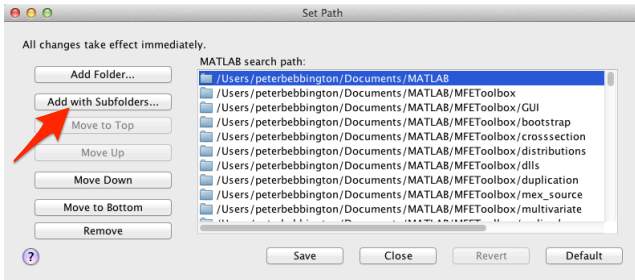 Set Path
All changes take effect immediately.
MATLAB search path:
Add Folder...
Add with Subfolders...
Move to Top
Move Up
Move Down
Move to Bottom
Remove
/Users/peterbebbington/Documents/MATLAB
/Users/peterbebbington/Documents/MATLAB/MFEToolbox
/Users/peterbebbington/Documents/MATLAB/MFEToolbox/GUI
/Users/peterbebbington/Documents/MATLAB/MFEToolbox/bootstrap
/Users/peterbebbington/Documents/MATLAB/MFEToolbox/crosssection
/Users/peterbebbington/Documents/MATLAB/MFEToolbox/distributions
/Users/peterbebbington/Documents/MATLAB/MFEToolbox/dlls
/Users/peterbebbington/Documents/MATLAB/MFEToolbox/duplication
/Users/peterbebbington/Documents/MATLAB/MFEToolbox/mex_source
/Users/peterbebbington/Documents/MATLAB/MFEToolbox/multivariate
?
Save
Close
Revert
Default